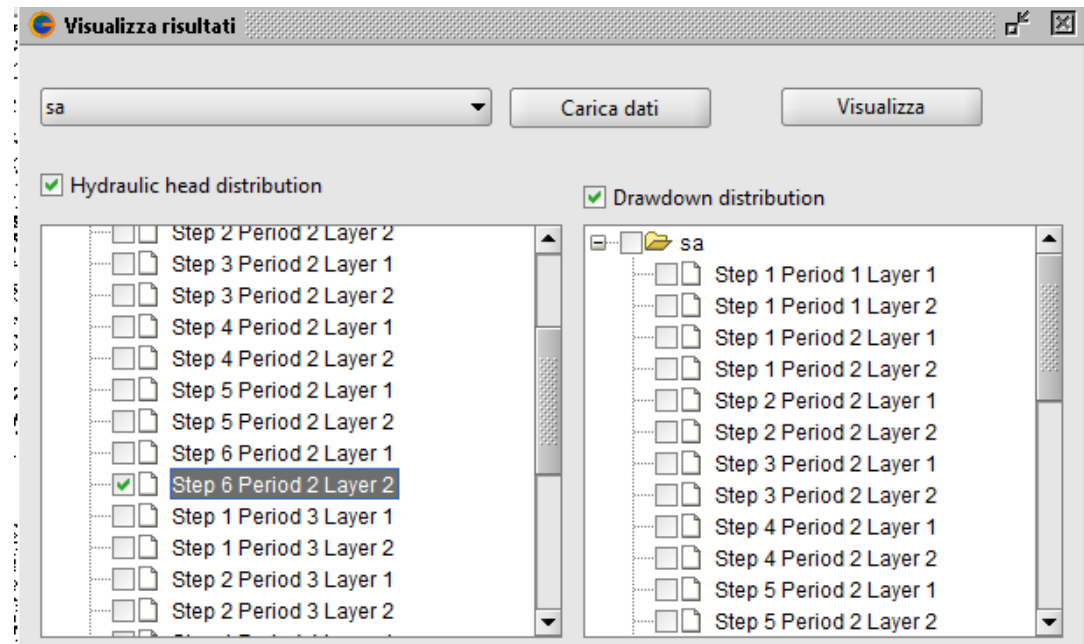 Visualizza risultati
sa
Carica dati
Visualizza
Hydraulic head distribution
Step 2 Period 2 Layer 2
Step 3 Period 2 Layer 1
Step 3 Period 2 Layer 2
Step 4 Period 2 Layer 1
Step 4 Period 2 Layer 2
Step 5 Period 2 Layer 1
Step 5 Period 2 Layer 2
Step 6 Period 2 Layer 1
Step 6 Period 2 Layer 2
Step 1 Period 3 Layer 1
Step 1 Period 3 Layer 2
Step 2 Period 3 Layer 1
Step 2 Period 3 Layer 2
Drawdown distribution
sa
Step 1 Period 1 Layer 1
Step 1 Period 1 Layer 2
Step 1 Period 2 Layer 1
Step 1 Period 2 Layer 2
Step 2 Period 2 Layer 1
Step 2 Period 2 Layer 2
Step 3 Period 2 Layer 1
Step 3 Period 2 Layer 2
Step 4 Period 2 Layer 1
Step 4 Period 2 Layer 2
Step 5 Period 2 Layer 1
Step 5 Period 2 Layer 2